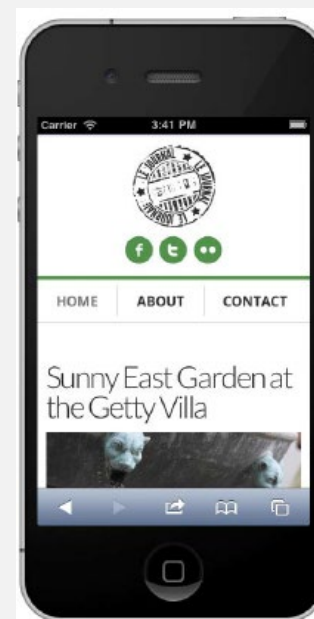 Carrier 3:41 PM
LE JOURNAL
f t
HOME ABOUT CONTACT
Sunny East Garden at
the Getty Villa